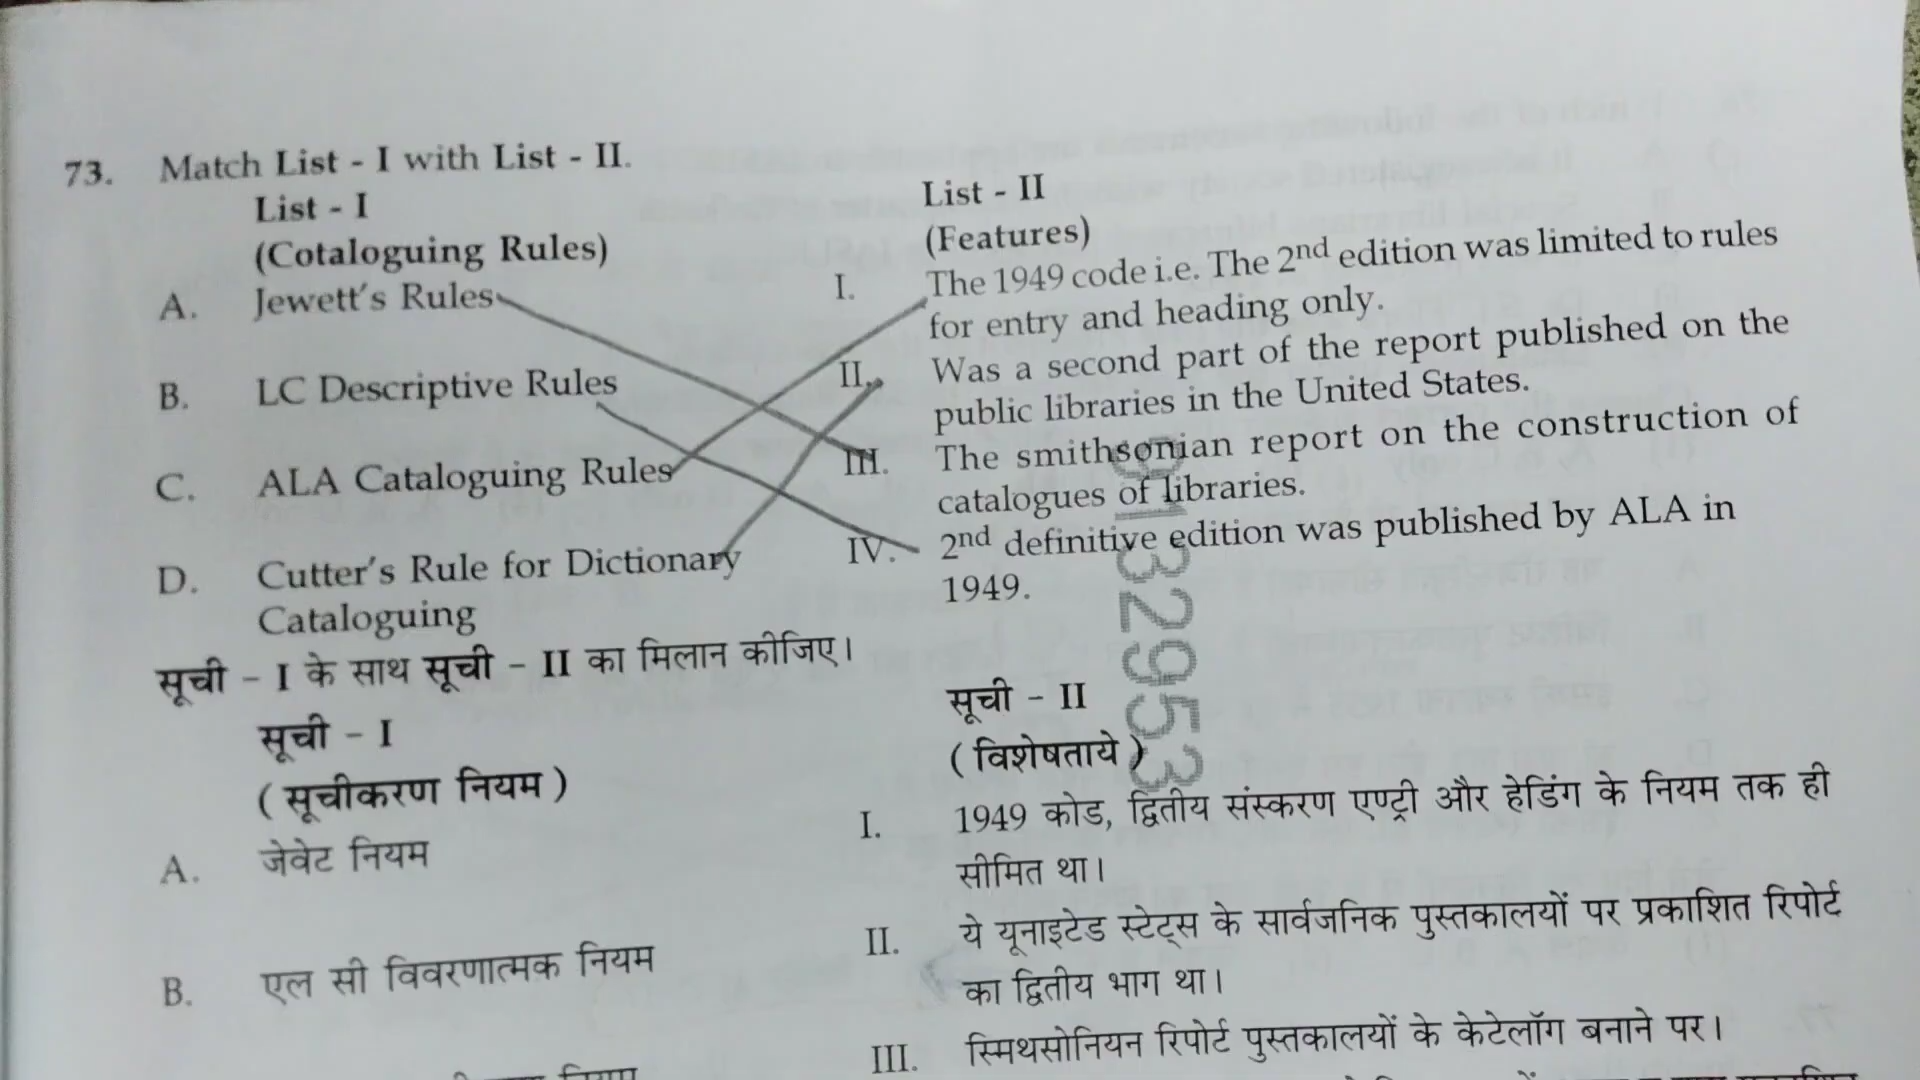 73. Match List - I with List - II.
List - I
(Cotaloguing Rules)
A. Jewett's Rules
B. LC Descriptive Rules
C. ALA Cataloguing Rules
D. Cutter's Rule for Dictionary
Cataloguing
List - II
(Features)
I. The 1949 code i.e. The 2nd edition was limited to rules
for entry and heading only.
II. Was a second part of the report published on the
public libraries in the United States.
III. The smithsonian report on the construction of
catalogues of libraries.
IV. 2nd definitive edition was published by ALA in
1949.
सूची - I के साथ सूची - II का मिलान कीजिए।
सूची - I
(सूचीकरण नियम)
A. जेवेट नियम
B. एल सी विवरणात्मक नियम
सूची - II
(विशेषताये)
I. 1949 कोड, द्वितीय संस्करण एण्ट्री और हेडिंग के नियम तक ही
सीमित था।
II. ये यूनाइटेड स्टेट्स के सार्वजनिक पुस्तकालयों पर प्रकाशित रिपोर्ट
का द्वितीय भाग था।
III. स्मिथसोनियन रिपोर्ट पुस्तकालयों के केटेलॉग बनाने पर।